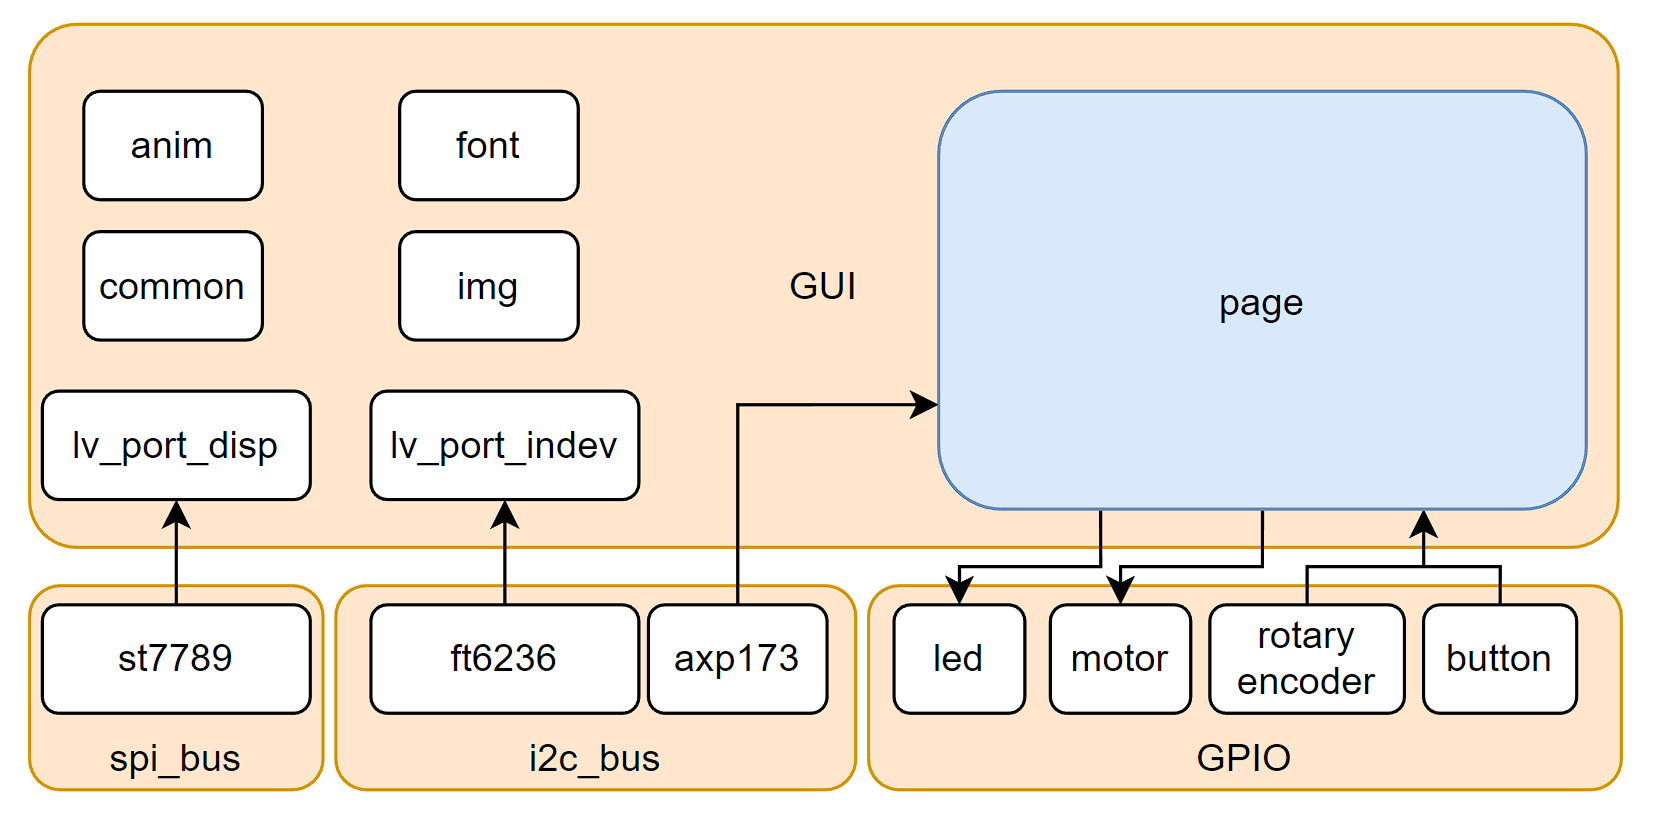 anim
font
common
img
GUI
page
lv_port_disp
lv_port_indev
st7789
ft6236
axp173
led
motor
rotary
encoder
button
spi_bus
i2c_bus
GPIO